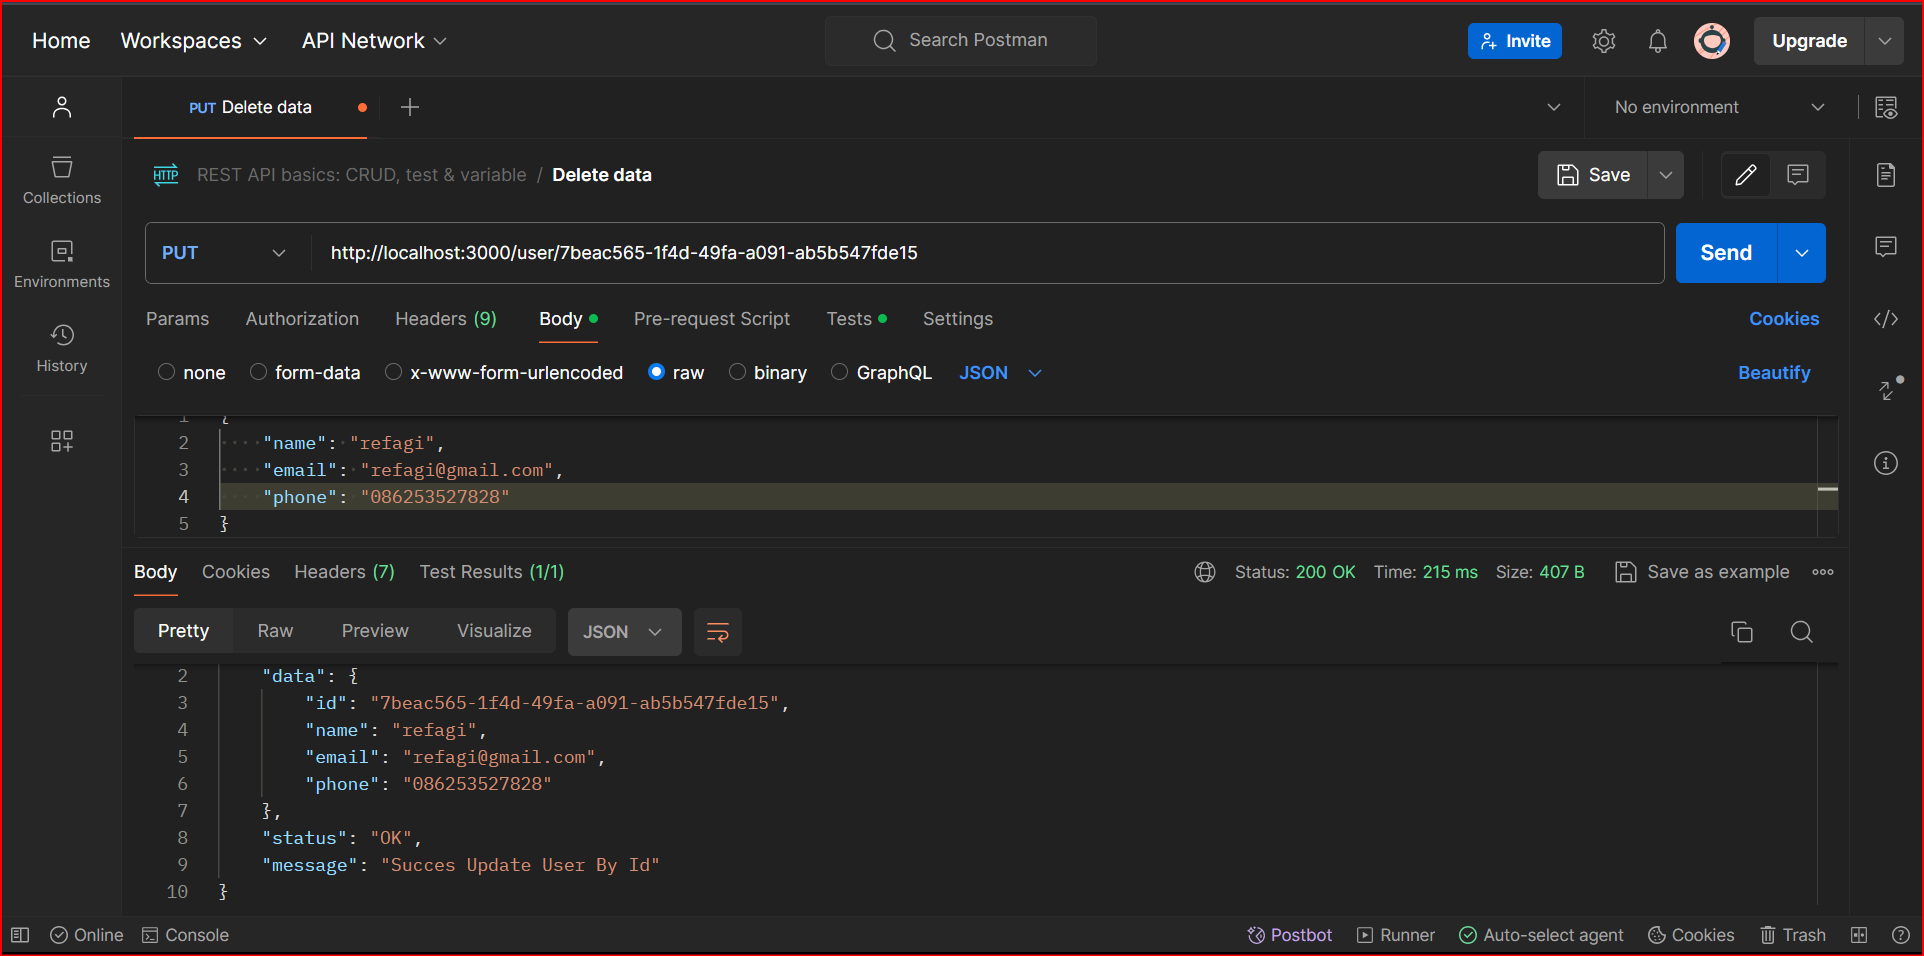 Home Workspaces API Network Search Postman Invite Upgrade
PUT Delete data No environment
HTTP REST API basics: CRUD, test & variable / Delete data Save
Collections
PUT http://localhost:3000/user/7beac565-1f4d-49fa-a091-ab5b547fde15 Send
Environments
Params Authorization Headers (9) Body Pre-request Script Tests Settings Cookies
History
none form-data x-www-form-urlencoded raw binary GraphQL JSON Beautify
1 {
2 "name": "refagi",
3 "email": "refagi@gmail.com",
4 "phone": "086253527828"
5 }
Body Cookies Headers (7) Test Results (1/1) Status: 200 OK Time: 215 ms Size: 407 B Save as example
Pretty Raw Preview Visualize JSON
2 "data": {
3 "id": "7beac565-1f4d-49fa-a091-ab5b547fde15",
4 "name": "refagi",
5 "email": "refagi@gmail.com",
6 "phone": "086253527828"
7 },
8 "status": "OK",
9 "message": "Succes Update User By Id"
10 }
Online Console Postbot Runner Auto-select agent Cookies Trash